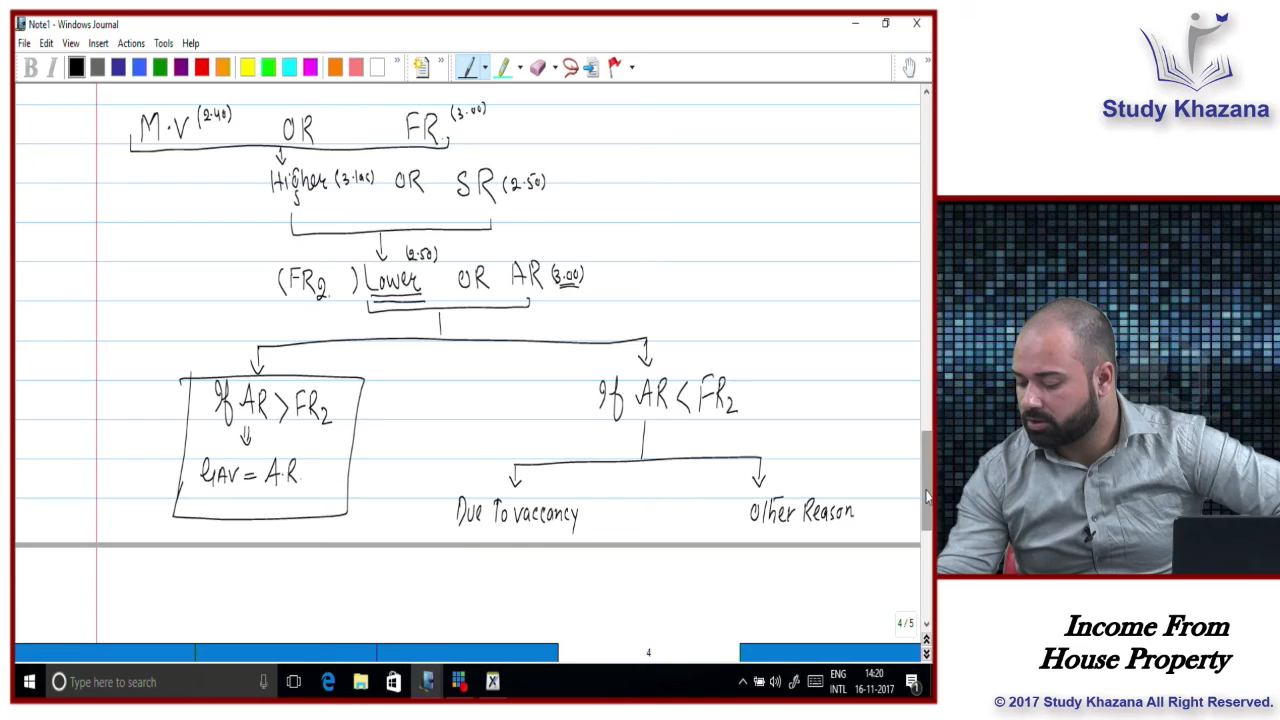 Note1 - Windows Journal
File Edit View Insert Actions Tools Help
B I
M.V (2.40) OR FR (3.00)
Higher (3.lac) OR SR (2.50)
(2.50)
(FR2 ) Lower OR AR (3.00)
If AR > FR2
If AR < FR2
GAV = A.R.
Due To vaccancy
Other Reason
4 / 5
4
Type here to search
ENG
INTL
14:20
16-11-2017
1
Study Khazana
Income From
House Property
© 2017 Study Khazana All Right Reserved.